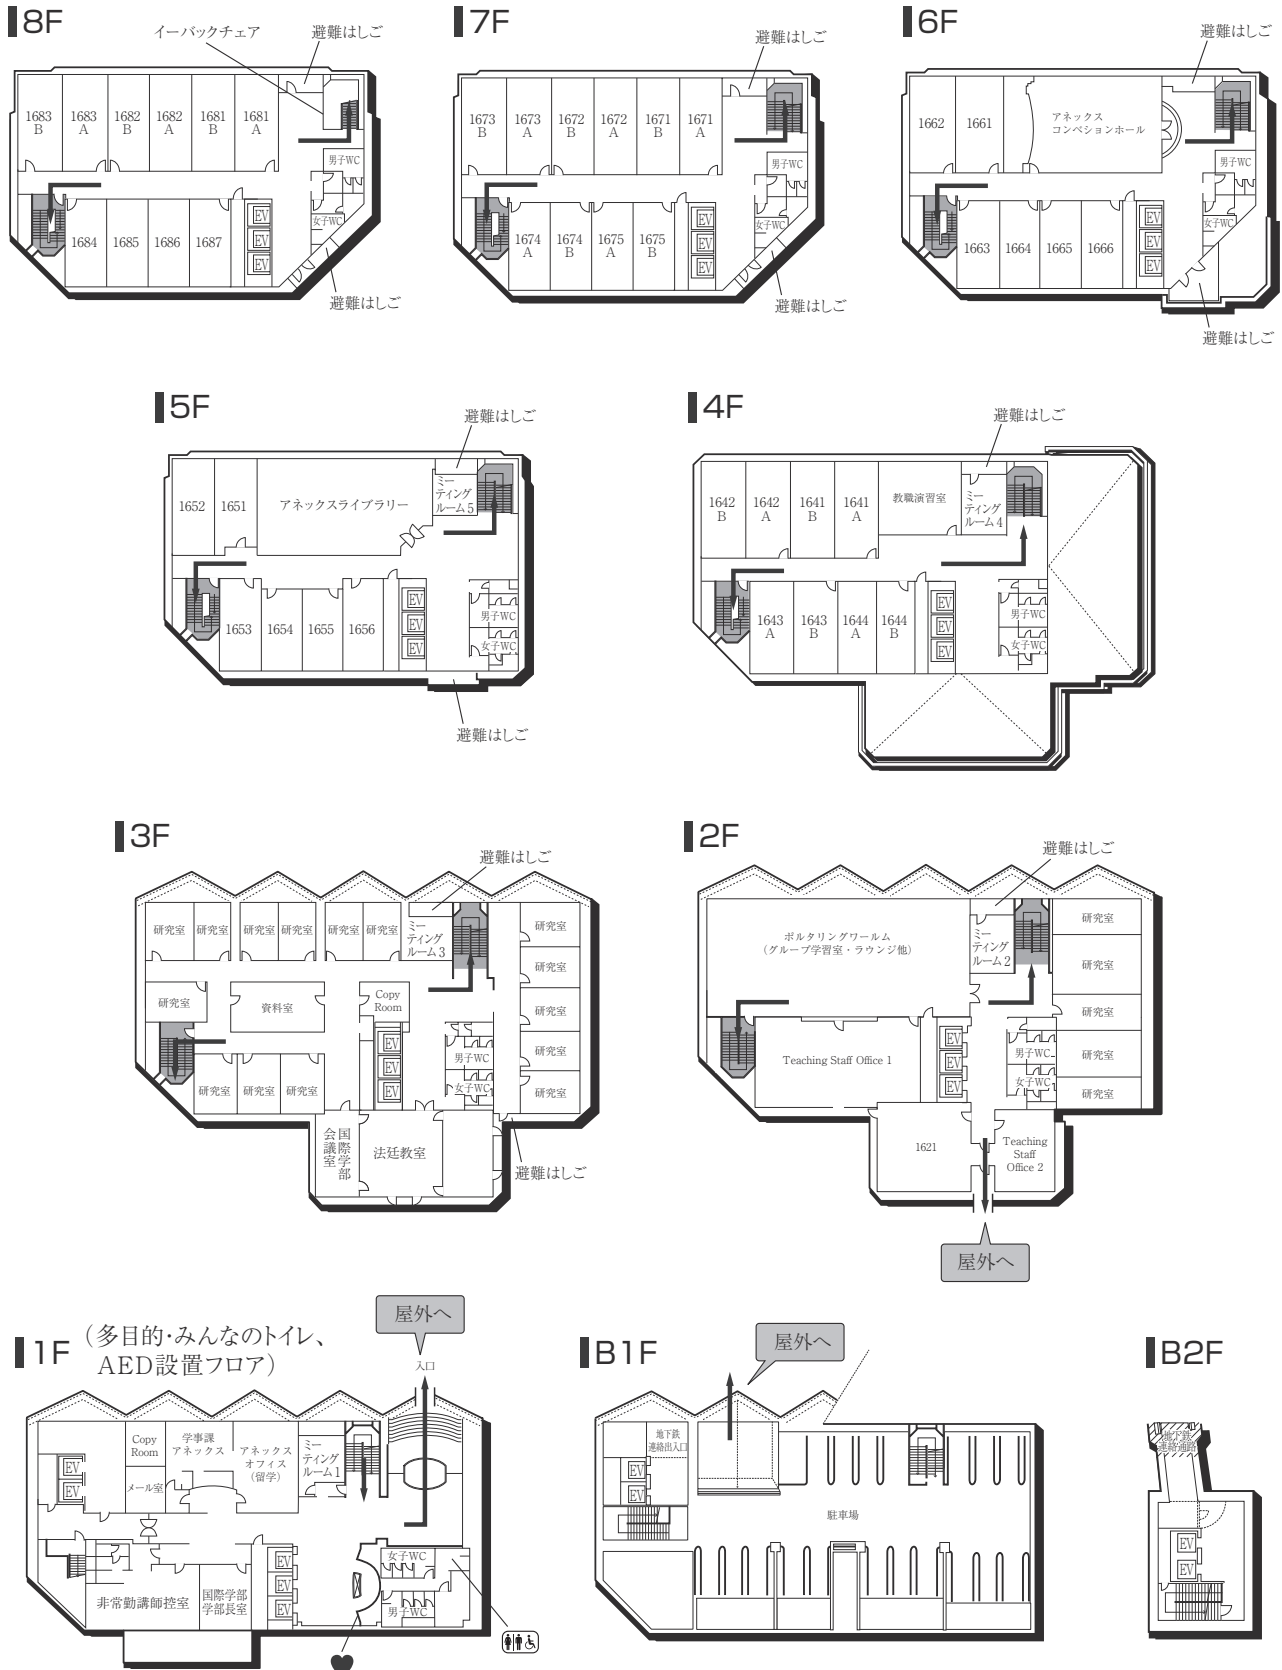 8F
イーバックチェア
避難はしご
1683
B
1683
A
1682
B
1682
A
1681
B
1681
A
男子WC
1684
1685
1686
1687
EV
EV
EV
女子WC
避難はしご
7F
避難はしご
1673
B
1673
A
1672
B
1672
A
1671
B
1671
A
男子WC
1674
A
1674
B
1675
A
1675
B
EV
EV
EV
女子WC
避難はしご
6F
避難はしご
1662
1661
アネックス
コンベションホール
男子WC
1663
1664
1665
1666
EV
EV
EV
女子WC
避難はしご
5F
避難はしご
1652
1651
アネックスライブラリー
ミー
ティング
ルーム5
1653
1654
1655
1656
EV
EV
EV
男子WC
女子WC
避難はしご
4F
避難はしご
1642
B
1642
A
1641
B
1641
A
教職演習室
ミー
ティング
ルーム4
1643
A
1643
B
1644
A
1644
B
EV
EV
EV
男子WC
女子WC
3F
避難はしご
研究室
研究室
研究室
研究室
研究室
研究室
ミー
ティング
ルーム3
研究室
研究室
研究室
研究室
研究室
研究室
資料室
Copy
Room
EV
EV
EV
男子WC
女子WC
研究室
研究室
研究室
国際学部
会議室
法廷教室
避難はしご
2F
避難はしご
ポルタリングワールム
(グループ学習室・ラウンジ他)
ミー
ティング
ルーム2
研究室
研究室
研究室
研究室
研究室
Teaching Staff Office 1
EV
EV
EV
男子WC
女子WC
1621
Teaching
Staff
Office 2
屋外へ
1F
(多目的・みんなのトイレ、
AED設置フロア)
屋外へ
入口
EV
EV
Copy
Room
メール室
学事課
アネックス
アネックス
オフィス
(留学)
ミー
ティング
ルーム1
非常勤講師控室
国際学部
学部長室
EV
EV
EV
女子WC
男子WC
B1F
屋外へ
地下鉄
連絡出入口
EV
EV
駐車場
B2F
地下鉄
連絡通路
EV
EV